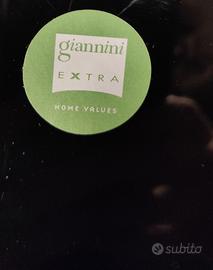 giannini
EXTRA
HOME VALUES
subito